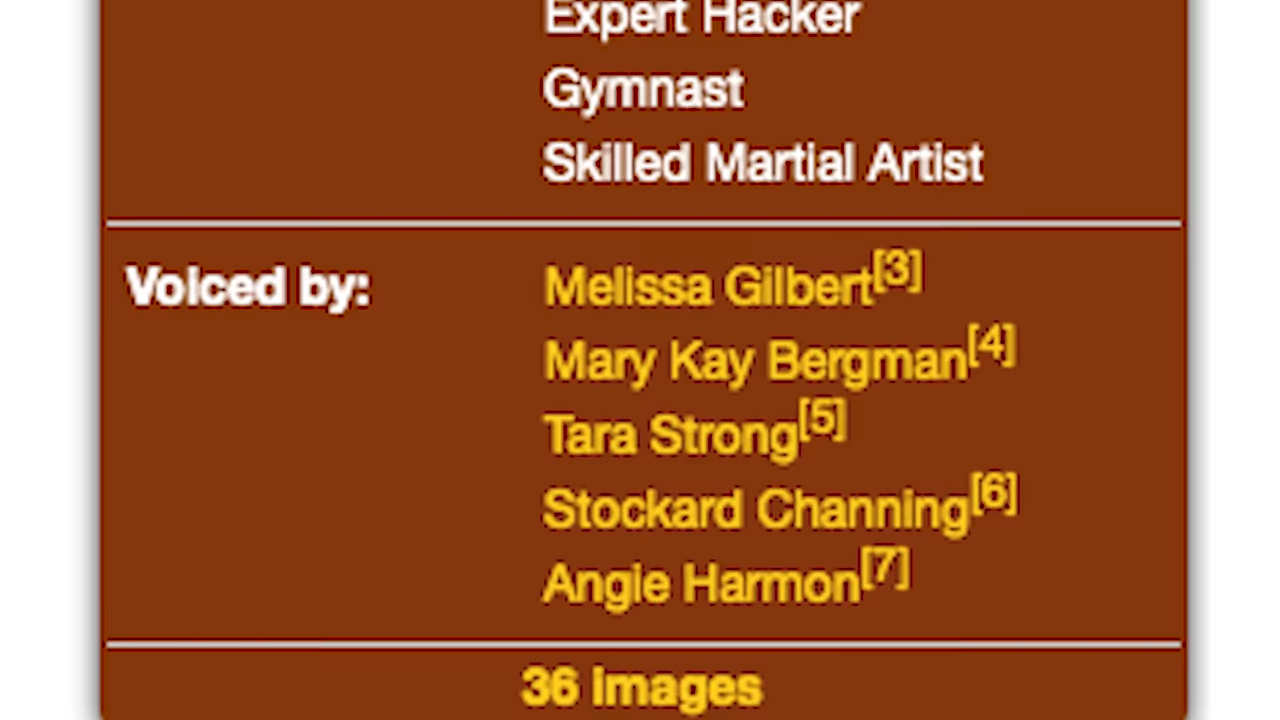 Expert Hacker
Gymnast
Skilled Martial Artist
Voiced by: Melissa Gilbert[3]
Mary Kay Bergman[4]
Tara Strong[5]
Stockard Channing[6]
Angie Harmon[7]
36 images